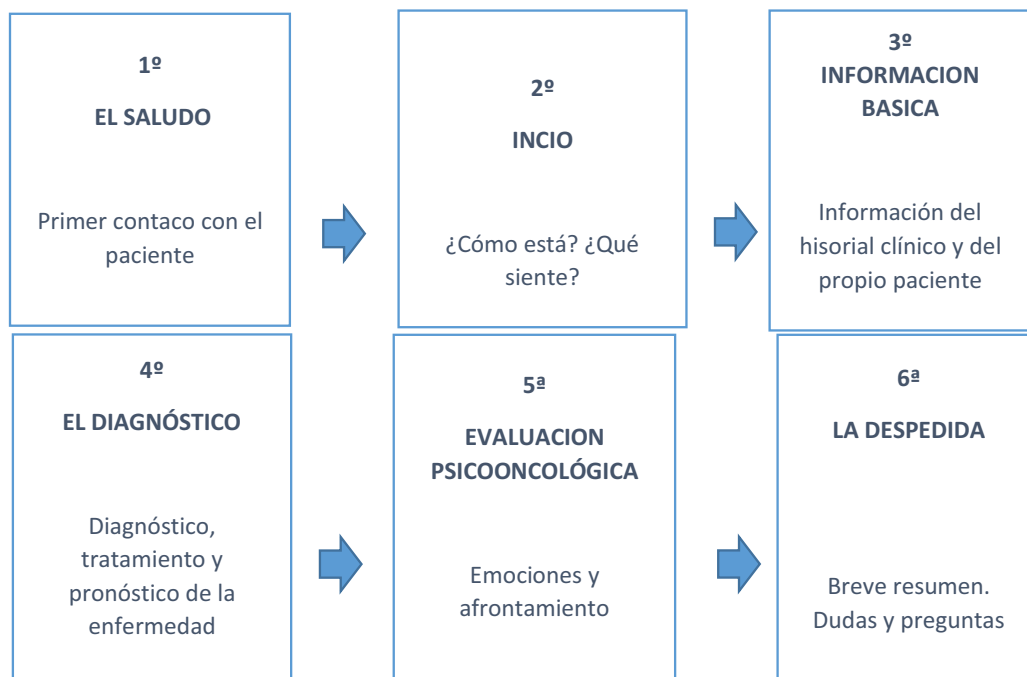 1º
EL SALUDO
Primer contaco con el
paciente
2º
INCIO
¿Cómo está? ¿Qué
siente?
3º
INFORMACION
BASICA
Información del
hisorial clínico y del
propio paciente
4º
EL DIAGNÓSTICO
Diagnóstico,
tratamiento y
pronóstico de la
enfermedad
5ª
EVALUACION
PSICOONCOLÓGICA
Emociones y
afrontamiento
6ª
LA DESPEDIDA
Breve resumen.
Dudas y preguntas